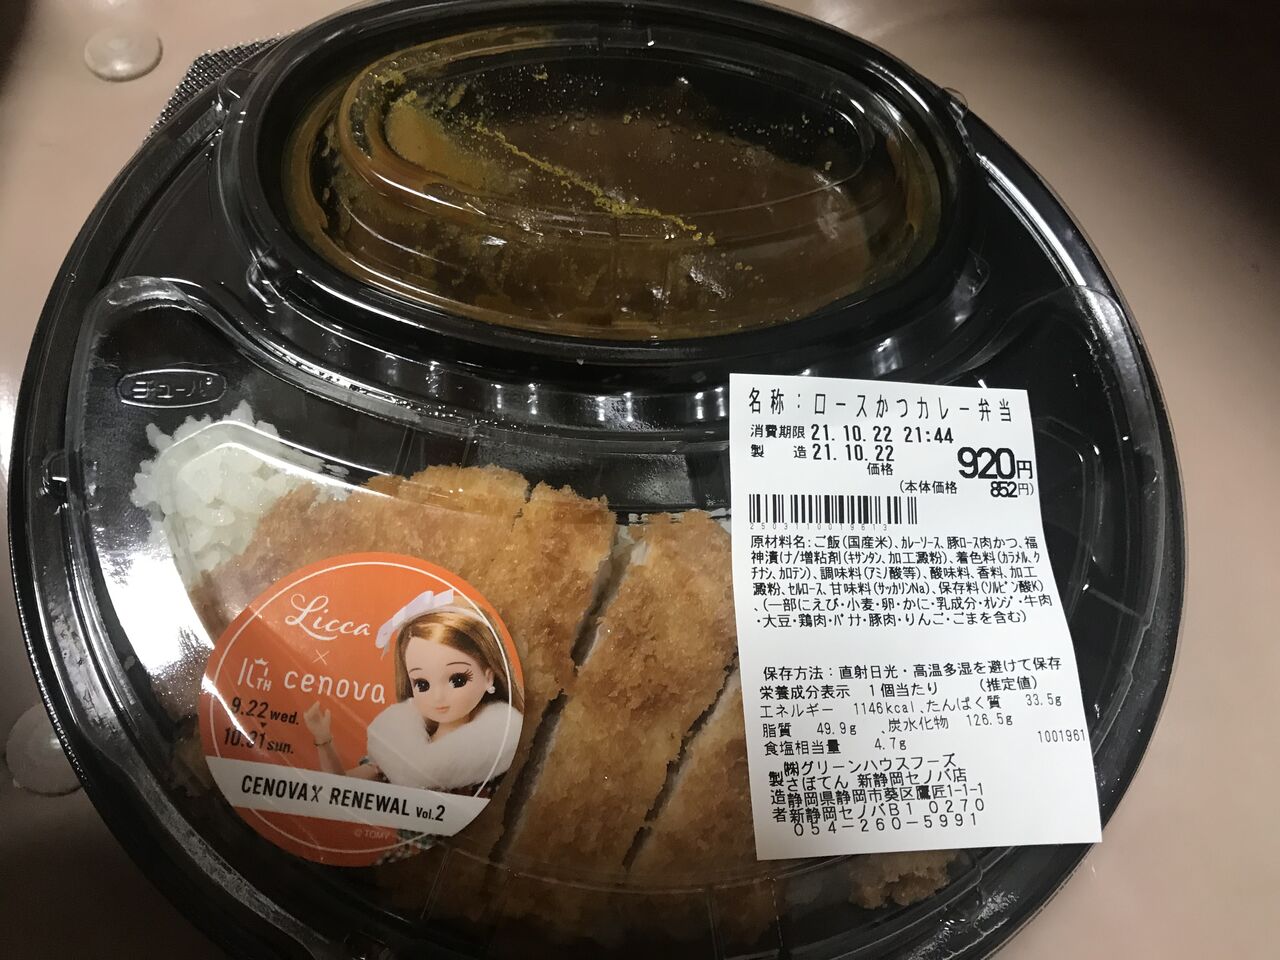 チューパ
名称：ロースかつカレー弁当
消費期限 21.10.22 21:44
製　造 21.10.22
価格 920円
(本体価格 852円)
2503110019613
原材料名：ご飯(国産米)、カレーソース、豚ロース肉かつ、福
神漬け/増粘剤(キサンタン、加工澱粉)、着色料(カラメル、ク
チナシ、カロテン)、調味料(アミノ酸等)、酸味料、香料、加工
澱粉、セルロース、甘味料(サッカリンNa)、保存料(ソルビン酸K)
、(一部にえび・小麦・卵・かに・乳成分・オレンジ・牛肉
・大豆・鶏肉・バナナ・豚肉・りんご・ごまを含む)
保存方法：直射日光・高温多湿を避けて保存
栄養成分表示　1個当たり　(推定値)
エネルギー　1146kcal、たんぱく質　33.5g
脂質　49.9g　、炭水化物　126.5g
食塩相当量　4.7g
1001961
製造者
㈱グリーンハウスフーズ
さぼてん 新静岡セノバ店
静岡県静岡市葵区鷹匠1-1-1
新静岡セノバB1 0270
054-260-5991
Licca
×
10TH cenova
9.22 wed.
10.31 sun.
CENOVA X RENEWAL Vol.2
© TOMY